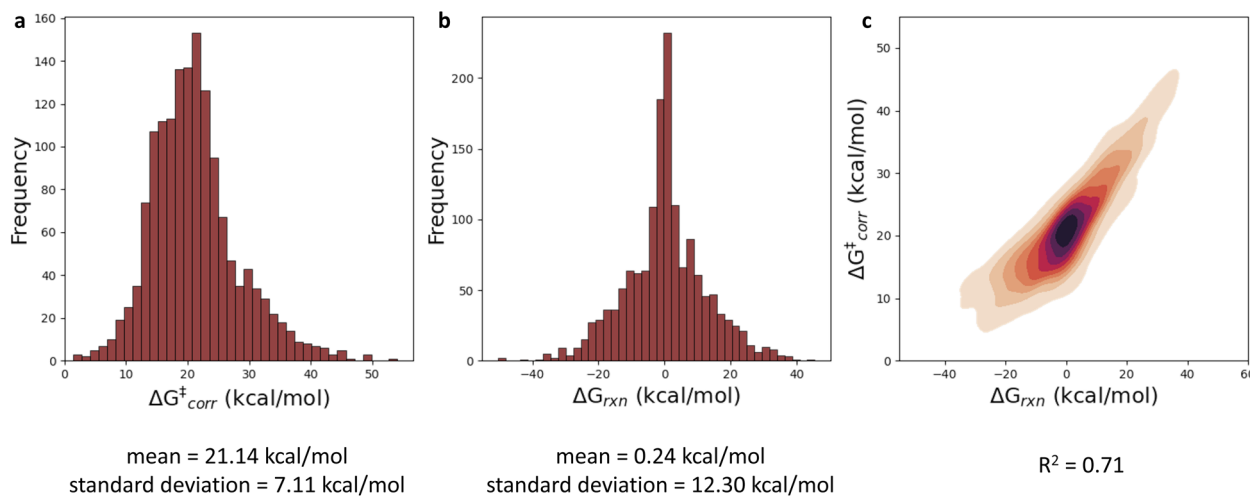 a
160
140
120
100
80
60
40
20
0
Frequency
0 10 20 30 40 50
ΔG‡corr (kcal/mol)
mean = 21.14 kcal/mol
standard deviation = 7.11 kcal/mol
b
200
150
100
50
0
Frequency
−40 −20 0 20 40
ΔGrxn (kcal/mol)
mean = 0.24 kcal/mol
standard deviation = 12.30 kcal/mol
c
50
40
30
20
10
0
ΔG‡corr (kcal/mol)
−40 −20 0 20 40 60
ΔGrxn (kcal/mol)
R² = 0.71